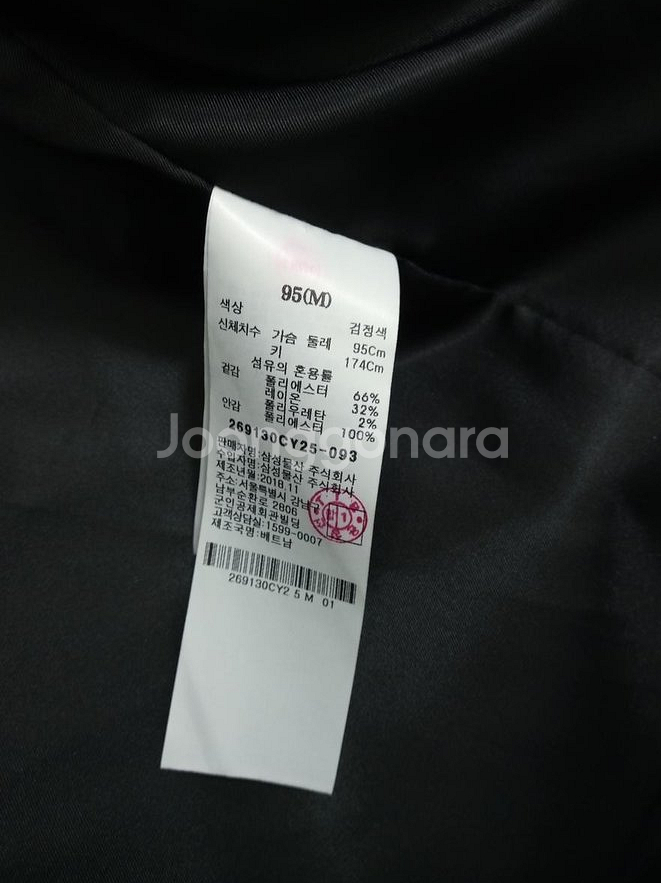 95(M)
색상 검정색
신체치수 가슴 둘레 95Cm
키 174Cm
섬유의 혼용률
겉감 폴리에스터 66%
레이온 32%
폴리우레탄 2%
안감 폴리에스터 100%
Joonggonara
269130CY25-093
판매자명:삼성물산 주식회사
수입자명:삼성물산 주식회사
제조년월:2018.11
주소:서울특별시 강남구
남부순환로 2806
군인공제회관빌딩
고객상담실:1599-0007
제조국명:베트남
269130CY2 5 M 01